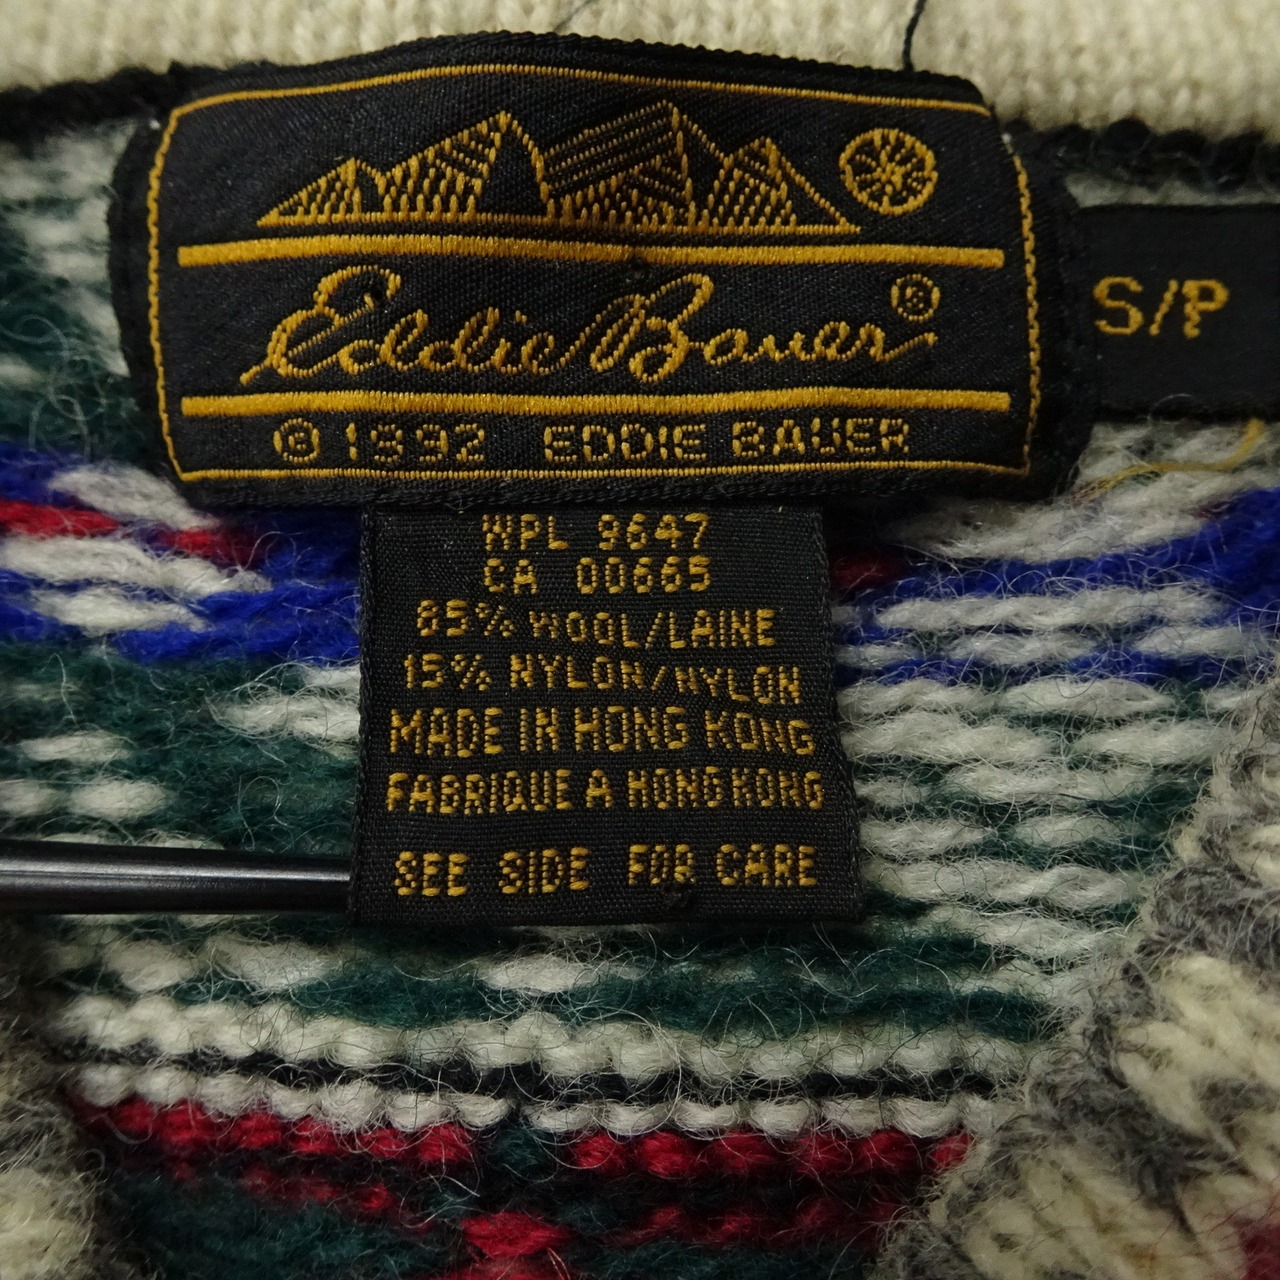 Eddie Bauer®
S/P
© 1992 EDDIE BAUER
WPL 9647
CA 00665
85% WOOL/LAINE
15% NYLON/NYLON
MADE IN HONG KONG
FABRIQUE A HONG KONG
SEE SIDE FOR CARE